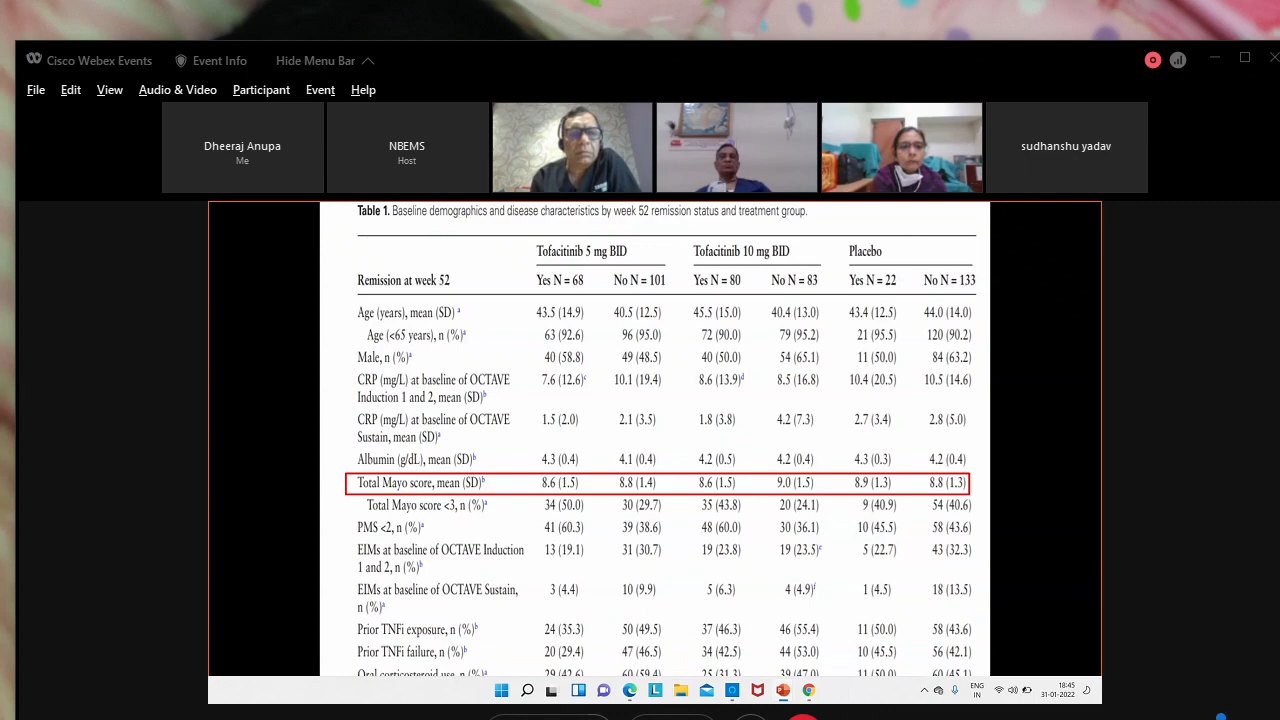 Cisco Webex Events Event Info Hide Menu Bar
File Edit View Audio & Video Participant Event Help
Dheeraj Anupa
Me
NBEMS
Host
sudhanshu yadav
Table 1. Baseline demographics and disease characteristics by week 52 remission status and treatment group.
Tofacitinib 5 mg BID Tofacitinib 10 mg BID Placebo
Remission at week 52 Yes N = 68 No N = 101 Yes N = 80 No N = 83 Yes N = 22 No N = 133
Age (years), mean (SD) a 43.5 (14.9) 40.5 (12.5) 45.5 (15.0) 40.4 (13.0) 43.4 (12.5) 44.0 (14.0)
Age (<65 years), n (%)a 63 (92.6) 96 (95.0) 72 (90.0) 79 (95.2) 21 (95.5) 120 (90.2)
Male, n (%)a 40 (58.8) 49 (48.5) 40 (50.0) 54 (65.1) 11 (50.0) 84 (63.2)
CRP (mg/L) at baseline of OCTAVE 7.6 (12.6)c 10.1 (19.4) 8.6 (13.9)d 8.5 (16.8) 10.4 (20.5) 10.5 (14.6)
Induction 1 and 2, mean (SD)b
CRP (mg/L) at baseline of OCTAVE 1.5 (2.0) 2.1 (3.5) 1.8 (3.8) 4.2 (7.3) 2.7 (3.4) 2.8 (5.0)
Sustain, mean (SD)a
Albumin (g/dL), mean (SD)b 4.3 (0.4) 4.1 (0.4) 4.2 (0.5) 4.2 (0.4) 4.3 (0.3) 4.2 (0.4)
Total Mayo score, mean (SD)b 8.6 (1.5) 8.8 (1.4) 8.6 (1.5) 9.0 (1.5) 8.9 (1.3) 8.8 (1.3)
Total Mayo score <3, n (%)a 34 (50.0) 30 (29.7) 35 (43.8) 20 (24.1) 9 (40.9) 54 (40.6)
PMS <2, n (%)a 41 (60.3) 39 (38.6) 48 (60.0) 30 (36.1) 10 (45.5) 58 (43.6)
EIMs at baseline of OCTAVE Induction 13 (19.1) 31 (30.7) 19 (23.8) 19 (23.5)e 5 (22.7) 43 (32.3)
1 and 2, n (%)b
EIMs at baseline of OCTAVE Sustain, 3 (4.4) 10 (9.9) 5 (6.3) 4 (4.9)f 1 (4.5) 18 (13.5)
n (%)a
Prior TNFi exposure, n (%)b 24 (35.3) 50 (49.5) 37 (46.3) 46 (55.4) 11 (50.0) 58 (43.6)
Prior TNFi failure, n (%)b 20 (29.4) 47 (46.5) 34 (42.5) 44 (53.0) 10 (45.5) 56 (42.1)
Oral corticosteroid use, n (%)a 29 (42.6) 60 (59.4) 25 (31.3) 39 (47.0) 11 (50.0) 60 (45.1)
ENG
IN
18:45
31-01-2022